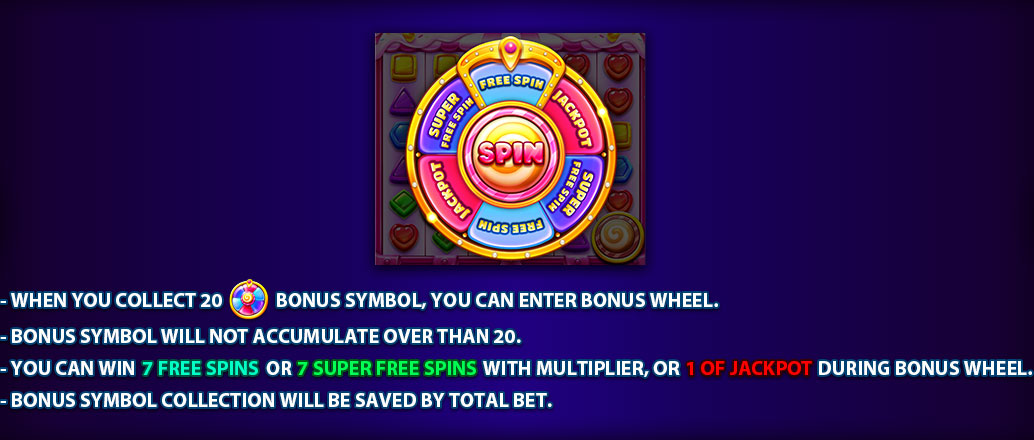 FREE SPIN
JACKPOT
SUPER
FREE SPIN
FREE SPIN
JACKPOT
SUPER
FREE SPIN
SPIN
- WHEN YOU COLLECT 20 BONUS SYMBOL, YOU CAN ENTER BONUS WHEEL.
- BONUS SYMBOL WILL NOT ACCUMULATE OVER THAN 20.
- YOU CAN WIN 7 FREE SPINS OR 7 SUPER FREE SPINS WITH MULTIPLIER, OR 1 OF JACKPOT DURING BONUS WHEEL.
- BONUS SYMBOL COLLECTION WILL BE SAVED BY TOTAL BET.